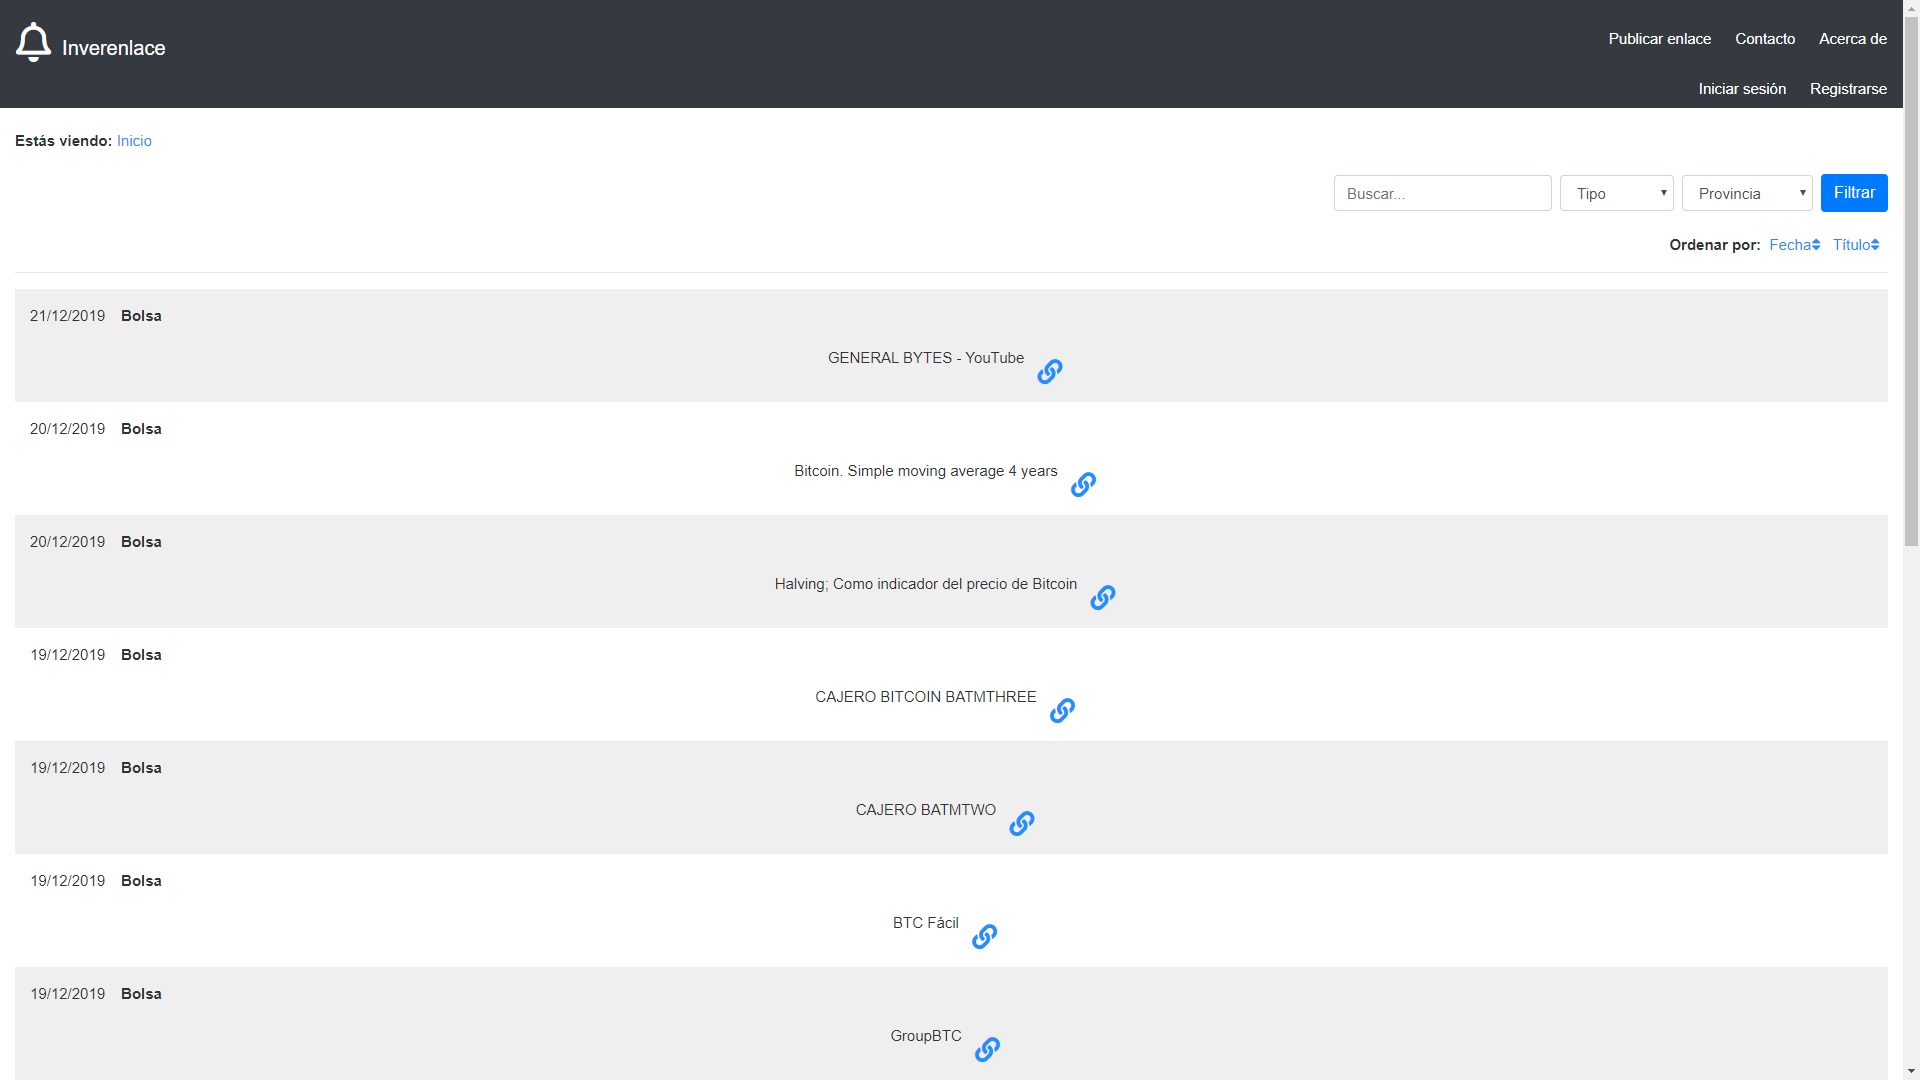 Inverenlace
Publicar enlace Contacto Acerca de
Iniciar sesión Registrarse
Estás viendo: Inicio
Buscar... Tipo Provincia Filtrar
Ordenar por: Fecha Título
21/12/2019 Bolsa
GENERAL BYTES - YouTube
20/12/2019 Bolsa
Bitcoin. Simple moving average 4 years
20/12/2019 Bolsa
Halving; Como indicador del precio de Bitcoin
19/12/2019 Bolsa
CAJERO BITCOIN BATMTHREE
19/12/2019 Bolsa
CAJERO BATMTWO
19/12/2019 Bolsa
BTC Fácil
19/12/2019 Bolsa
GroupBTC